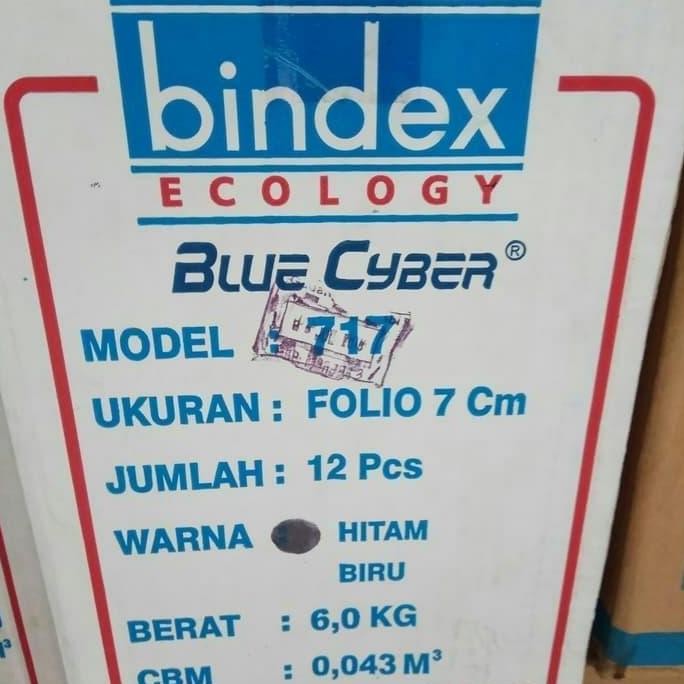 bindex
ECOLOGY
BLUE CYBER®
MODEL : 717
UKURAN : FOLIO 7 Cm
JUMLAH : 12 Pcs
WARNA : HITAM
BIRU
BERAT : 6,0 KG
CBM : 0,043 M³